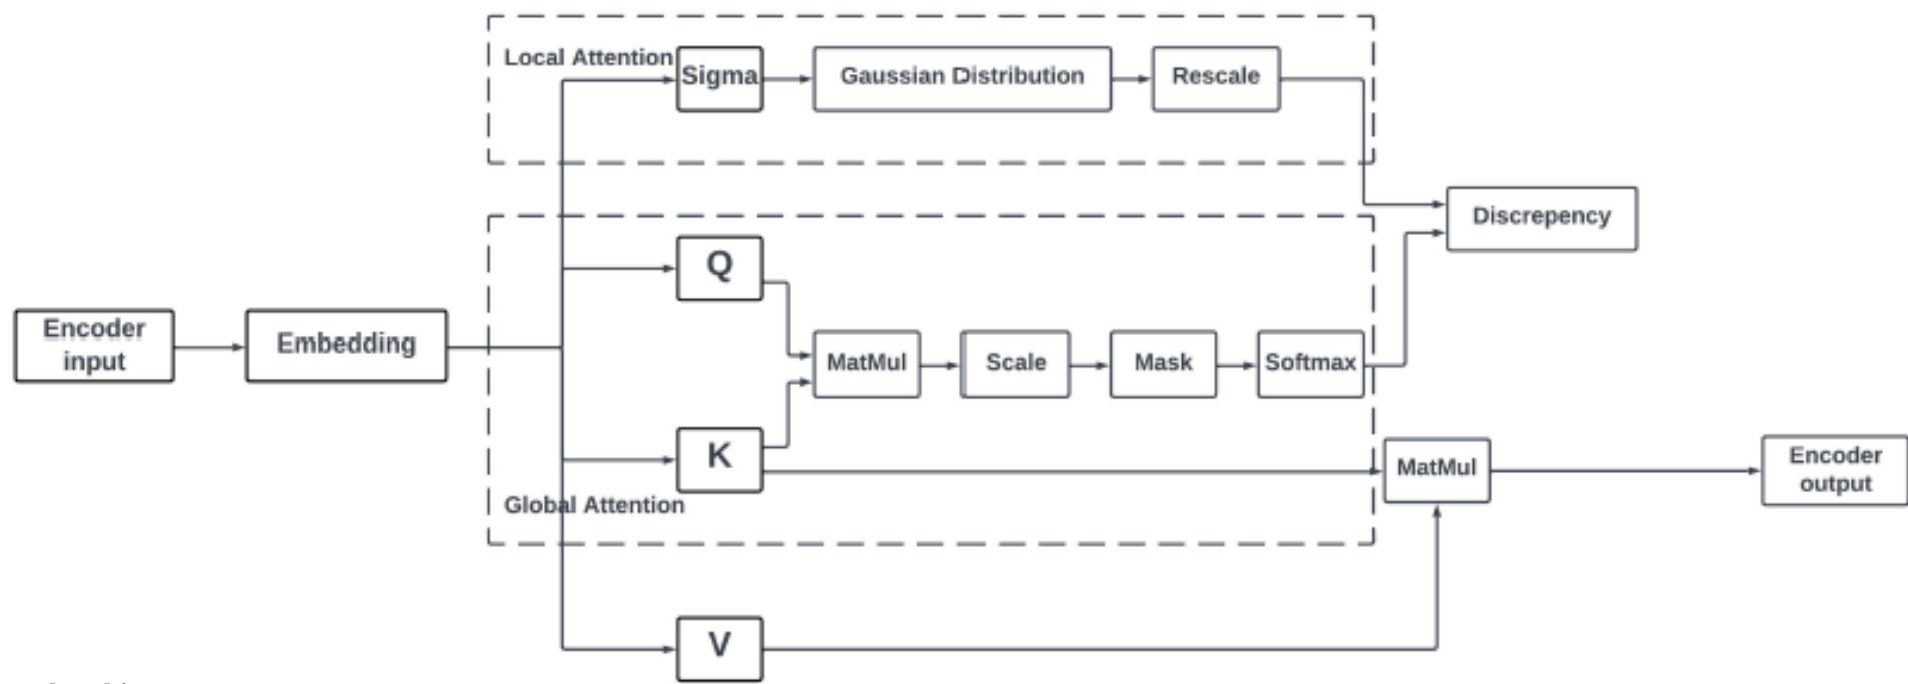 Local Attention
Sigma
Gaussian Distribution
Rescale
Discrepency
Q
Encoder
input
Embedding
MatMul
Scale
Mask
Softmax
K
MatMul
Encoder
output
Global Attention
V